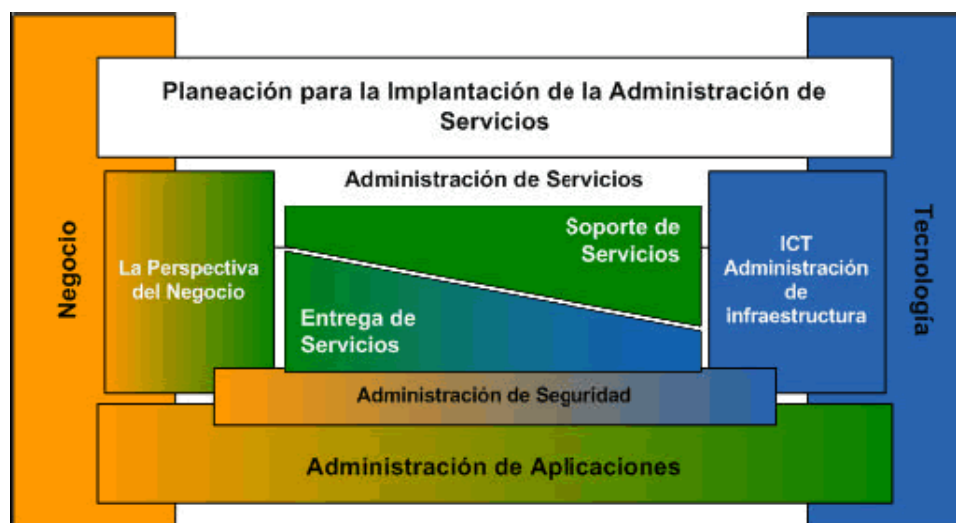 Planeación para la Implantación de la Administración de
Servicios
Administración de Servicios
Negocio
La Perspectiva
del Negocio
Soporte de
Servicios
Entrega de
Servicios
ICT
Administración
de
infraestructura
Tecnología
Administración de Seguridad
Administración de Aplicaciones